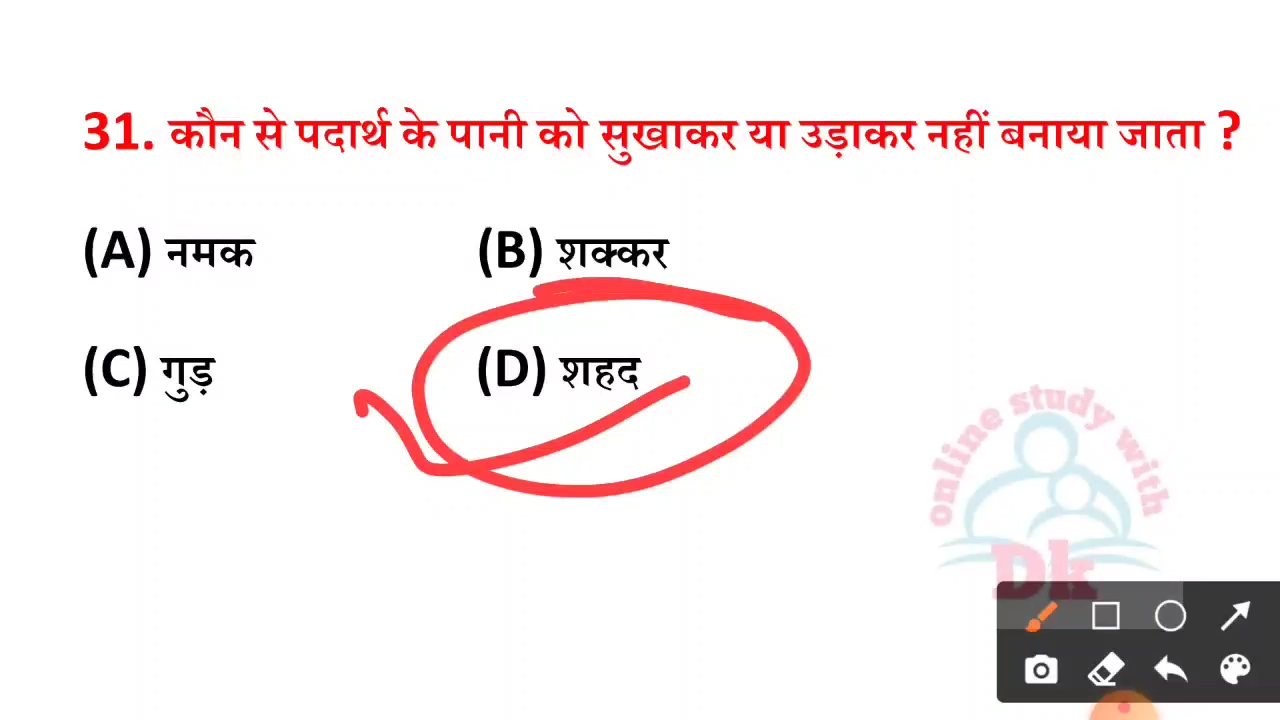 31. कौन से पदार्थ के पानी को सुखाकर या उड़ाकर नहीं बनाया जाता ?
(A) नमक (B) शक्कर
(C) गुड़ (D) शहद
online study with
Dk